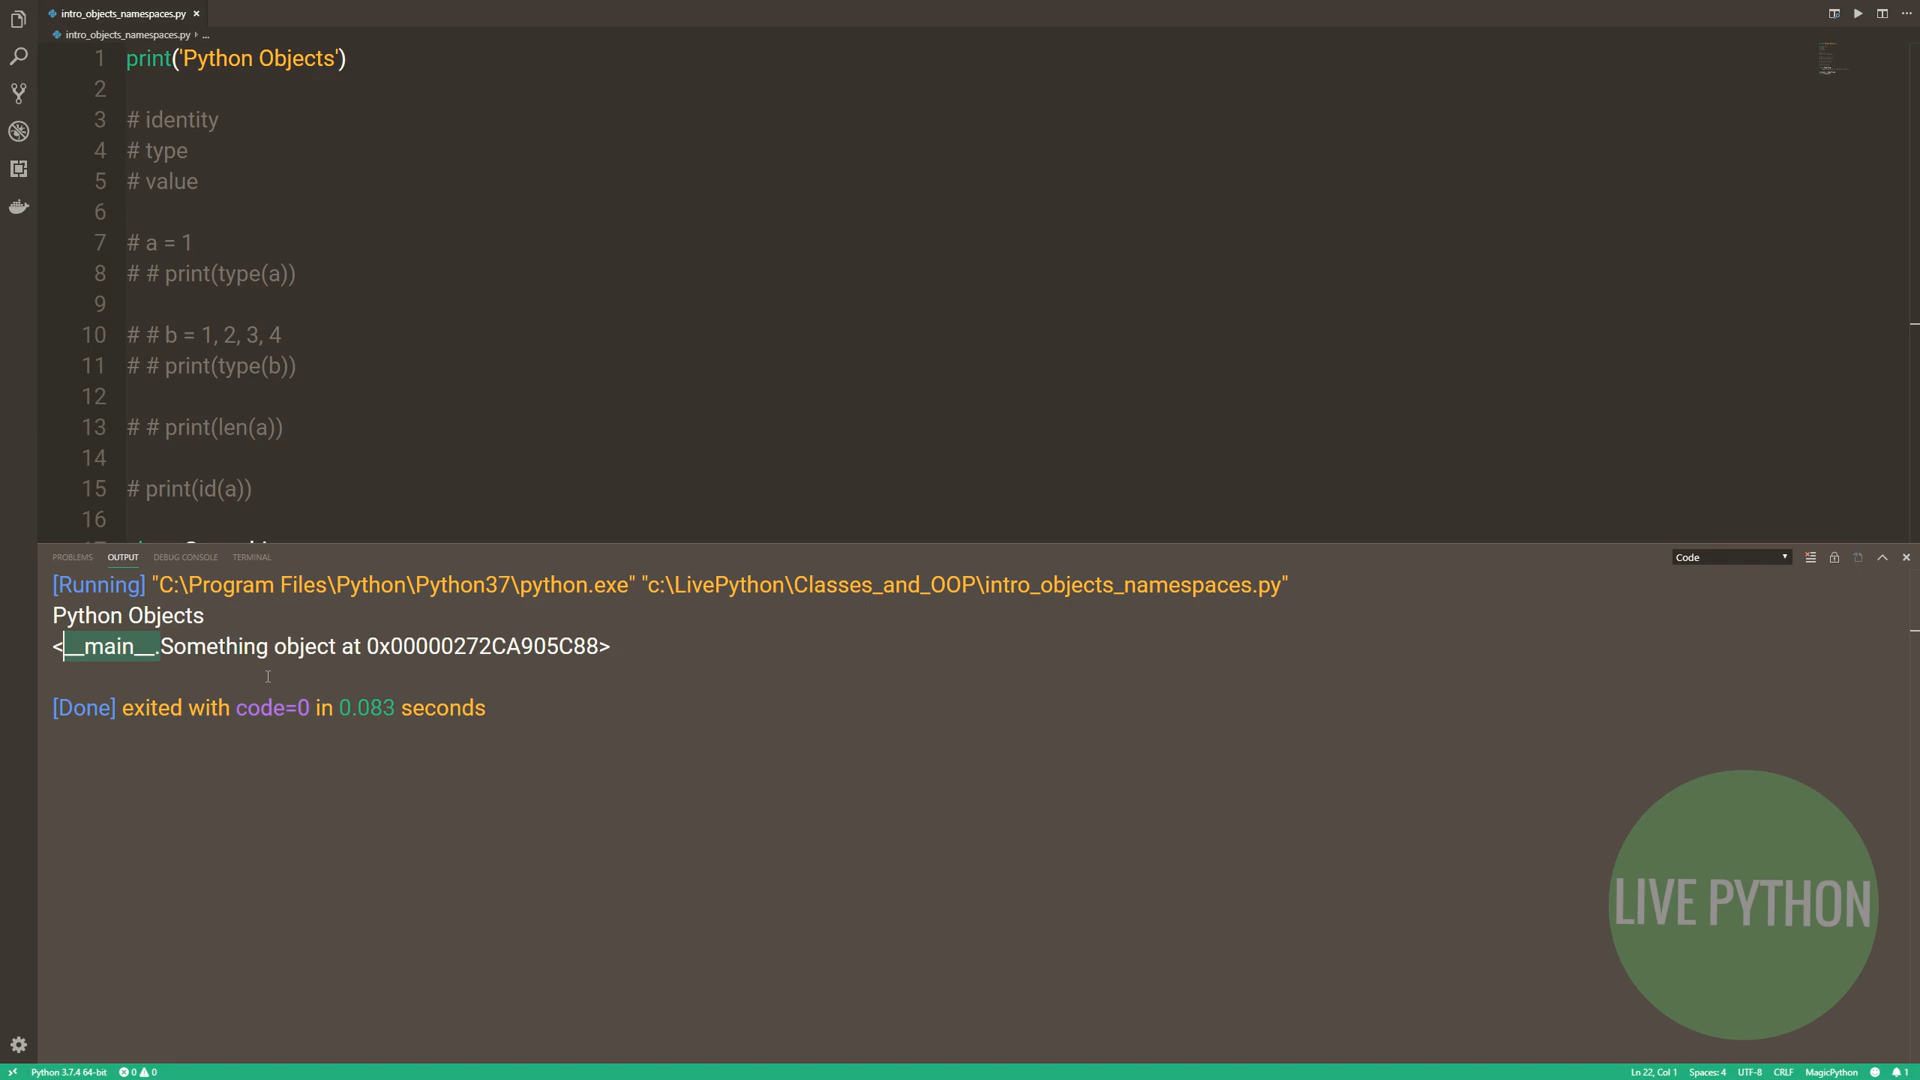 intro_objects_namespaces.py ×
intro_objects_namespaces.py › ...
1 print('Python Objects')
2
3 # identity
4 # type
5 # value
6
7 # a = 1
8 # # print(type(a))
9
10 # # b = 1, 2, 3, 4
11 # # print(type(b))
12
13 # # print(len(a))
14
15 # print(id(a))
16
PROBLEMS OUTPUT DEBUG CONSOLE TERMINAL Code
[Running] "C:\Program Files\Python\Python37\python.exe" "c:\LivePython\Classes_and_OOP\intro_objects_namespaces.py"
Python Objects
<__main__.Something object at 0x00000272CA905C88>
[Done] exited with code=0 in 0.083 seconds
LIVE PYTHON
Python 3.7.4 64-bit 0 0 Ln 22, Col 1 Spaces: 4 UTF-8 CRLF MagicPython 1